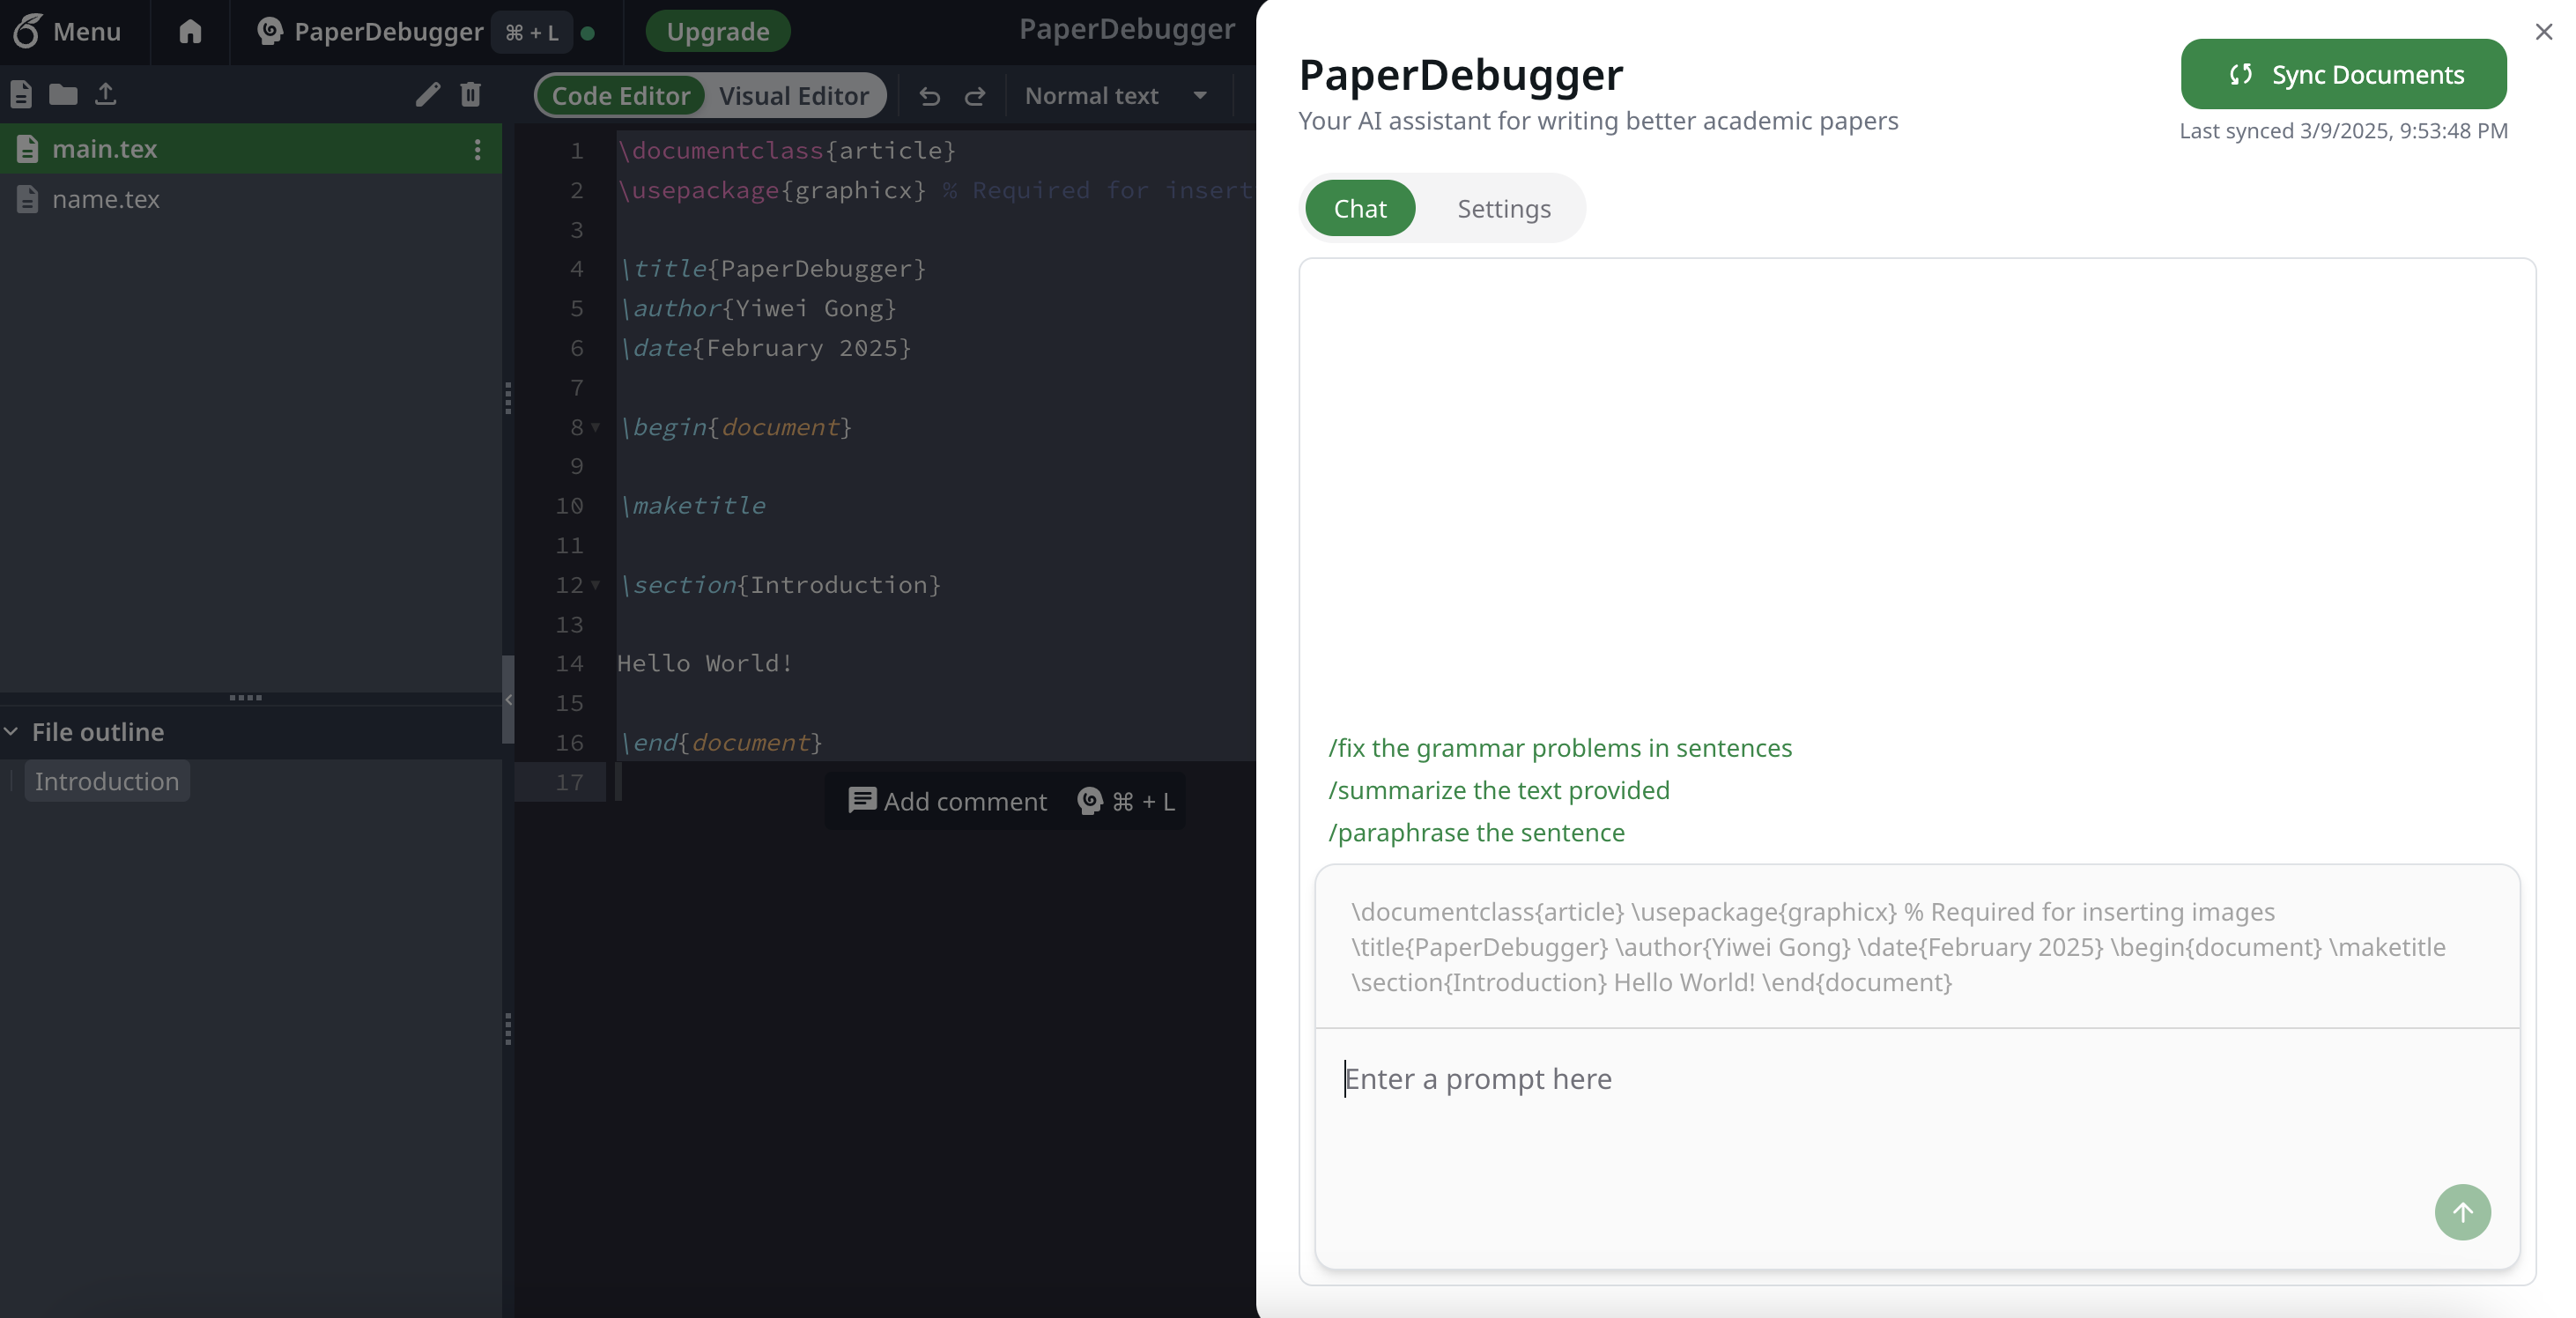 Menu
PaperDebugger ⌘ + L
Upgrade
PaperDebugger
Code Editor
Visual Editor
Normal text
main.tex
name.tex
File outline
Introduction
1 \documentclass{article}
2 \usepackage{graphicx} % Required for insert
3
4 \title{PaperDebugger}
5 \author{Yiwei Gong}
6 \date{February 2025}
7
8 \begin{document}
9
10 \maketitle
11
12 \section{Introduction}
13
14 Hello World!
15
16 \end{document}
17
Add comment ⌘ + L
PaperDebugger
Your AI assistant for writing better academic papers
Sync Documents
Last synced 3/9/2025, 9:53:48 PM
Chat
Settings
/fix the grammar problems in sentences
/summarize the text provided
/paraphrase the sentence
\documentclass{article} \usepackage{graphicx} % Required for inserting images
\title{PaperDebugger} \author{Yiwei Gong} \date{February 2025} \begin{document} \maketitle
\section{Introduction} Hello World! \end{document}
Enter a prompt here